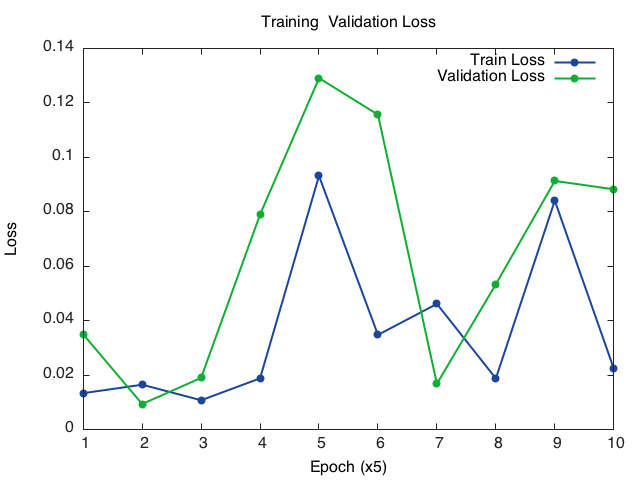 Training  Validation Loss
Train Loss
Validation Loss
0.14
0.12
0.1
0.08
0.06
0.04
0.02
0
Loss
1 2 3 4 5 6 7 8 9 10
Epoch (x5)